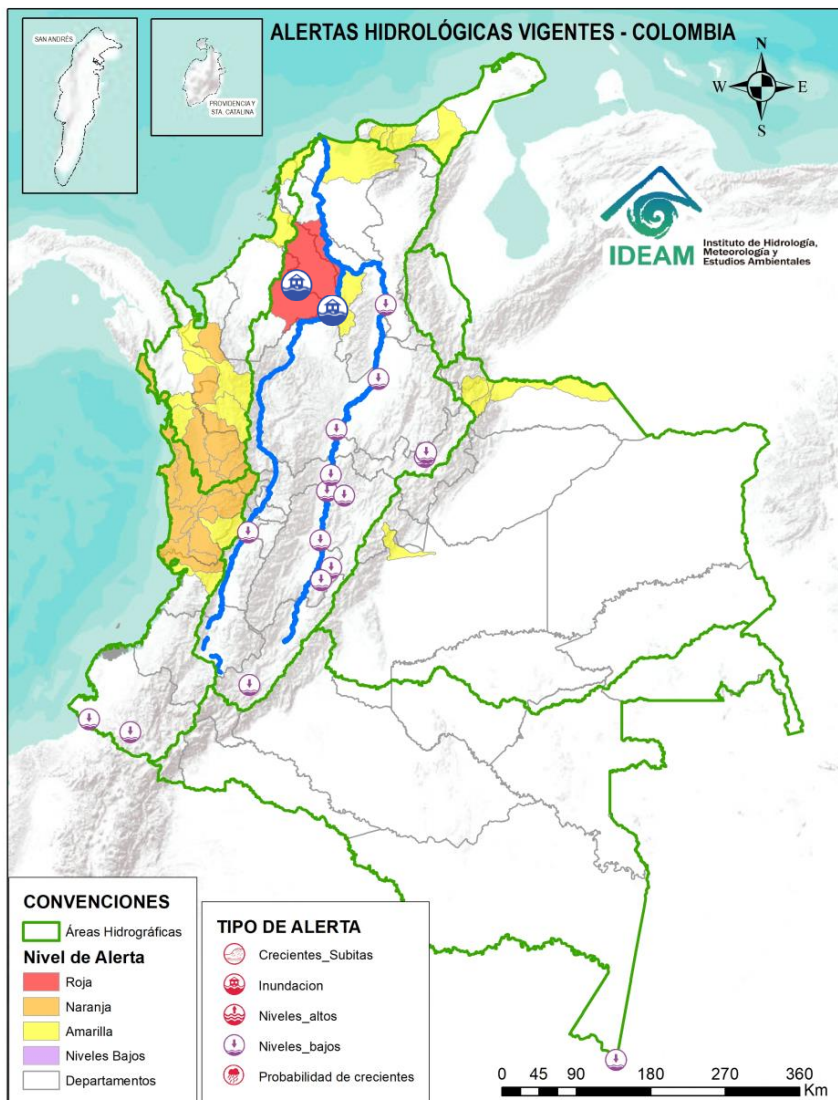 ALERTAS HIDROLÓGICAS VIGENTES - COLOMBIA
SAN ANDRÉS
PROVIDENCIA Y
STA. CATALINA
N
W
E
S
IDEAM
Instituto de Hidrología,
Meteorología y
Estudios Ambientales
CONVENCIONES
Áreas Hidrográficas
Nivel de Alerta
Roja
Naranja
Amarilla
Niveles Bajos
Departamentos
TIPO DE ALERTA
Crecientes_Subitas
Inundacion
Niveles_altos
Niveles_bajos
Probabilidad de crecientes
0 45 90 180 270 360
Km